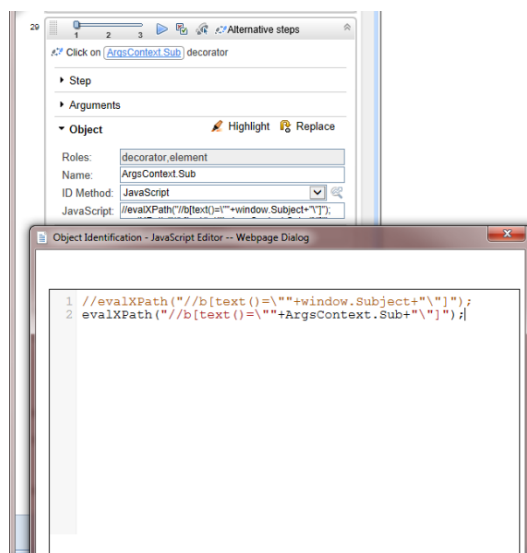 29
1 2 3 Alternative steps
Click on ArgsContext.Sub decorator
Step
Arguments
Object Highlight Replace
Roles: decorator,element
Name: ArgsContext.Sub
ID Method: JavaScript
JavaScript: //evalXPath("//b[text()=\""+window.Subject+"\"]");
Object Identification - JavaScript Editor -- Webpage Dialog
1 //evalXPath("//b[text()=\""+window.Subject+"\"]");
2 evalXPath("//b[text()=\""+ArgsContext.Sub+"\"]");